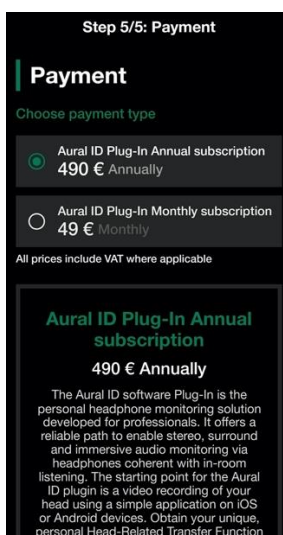 Step 5/5: Payment
Payment
Choose payment type
Aural ID Plug-In Annual subscription
490 € Annually
Aural ID Plug-In Monthly subscription
49 € Monthly
All prices include VAT where applicable
Aural ID Plug-In Annual
subscription
490 € Annually
The Aural ID software Plug-In is the
personal headphone monitoring solution
developed for professionals. It offers a
reliable path to enable stereo, surround
and immersive audio monitoring via
headphones coherent with in-room
listening. The starting point for the Aural
ID plugin is a video recording of your
head using a simple application on iOS
or Android devices. Obtain your unique,
personal Head-Related Transfer Function